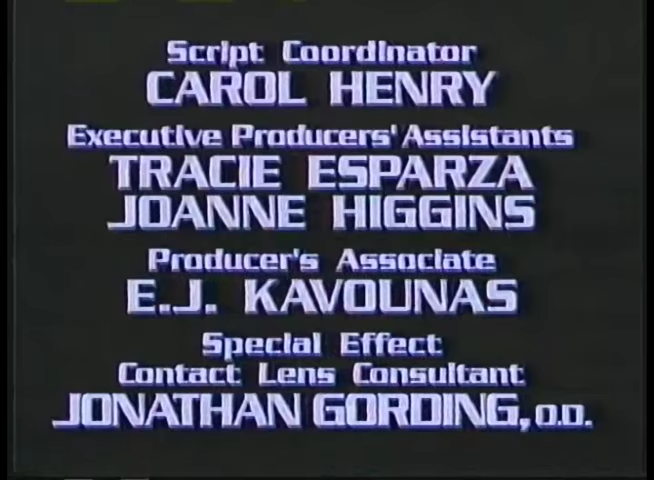 Script Coordinator
CAROL HENRY
Executive Producers' Assistants
TRACIE ESPARZA
JOANNE HIGGINS
Producer's Associate
E.J. KAVOUNAS
Special Effect
Contact Lens Consultant
JONATHAN GORDING, O.D.